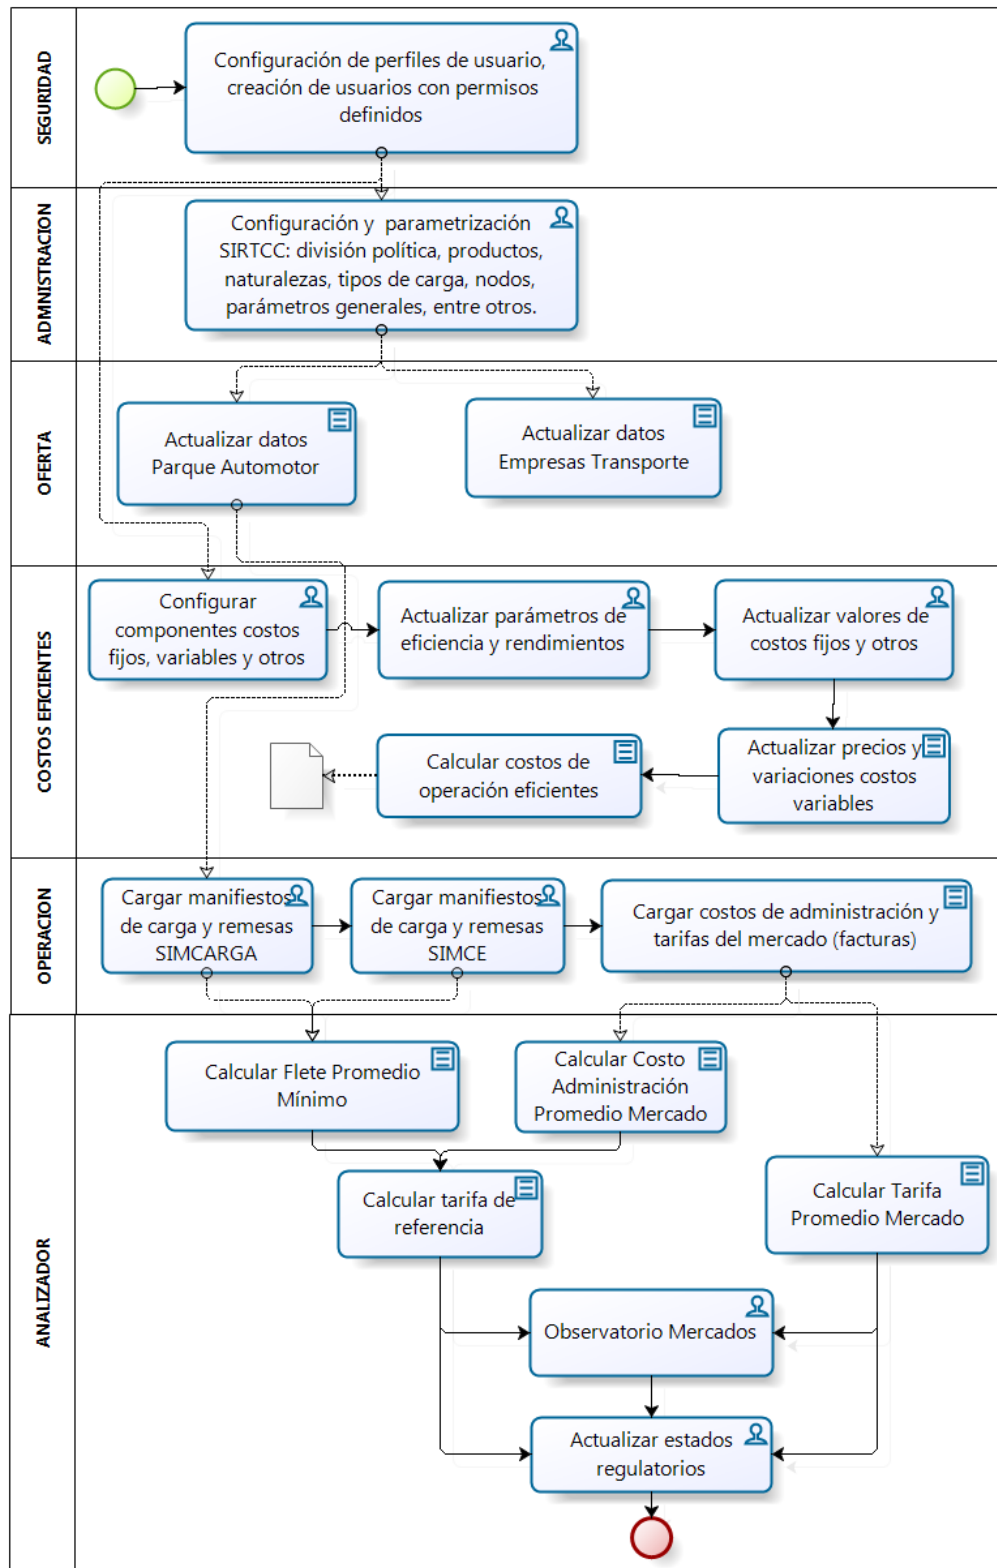 SEGURIDAD
Configuración de perfiles de usuario,
creación de usuarios con permisos
definidos
ADMNISTRACION
Configuración y parametrización
SIRTCC: división política, productos,
naturalezas, tipos de carga, nodos,
parámetros generales, entre otros.
OFERTA
Actualizar datos
Parque Automotor
Actualizar datos
Empresas Transporte
COSTOS EFICIENTES
Configurar
componentes costos
fijos, variables y otros
Actualizar parámetros de
eficiencia y rendimientos
Actualizar valores de
costos fijos y otros
Calcular costos de
operación eficientes
Actualizar precios y
variaciones costos
variables
OPERACION
Cargar manifiestos
de carga y remesas
SIMCARGA
Cargar manifiestos
de carga y remesas
SIMCE
Cargar costos de administración y
tarifas del mercado (facturas)
ANALIZADOR
Calcular Flete Promedio
Mínimo
Calcular Costo
Administración
Promedio Mercado
Calcular tarifa de
referencia
Calcular Tarifa
Promedio Mercado
Observatorio Mercados
Actualizar estados
regulatorios